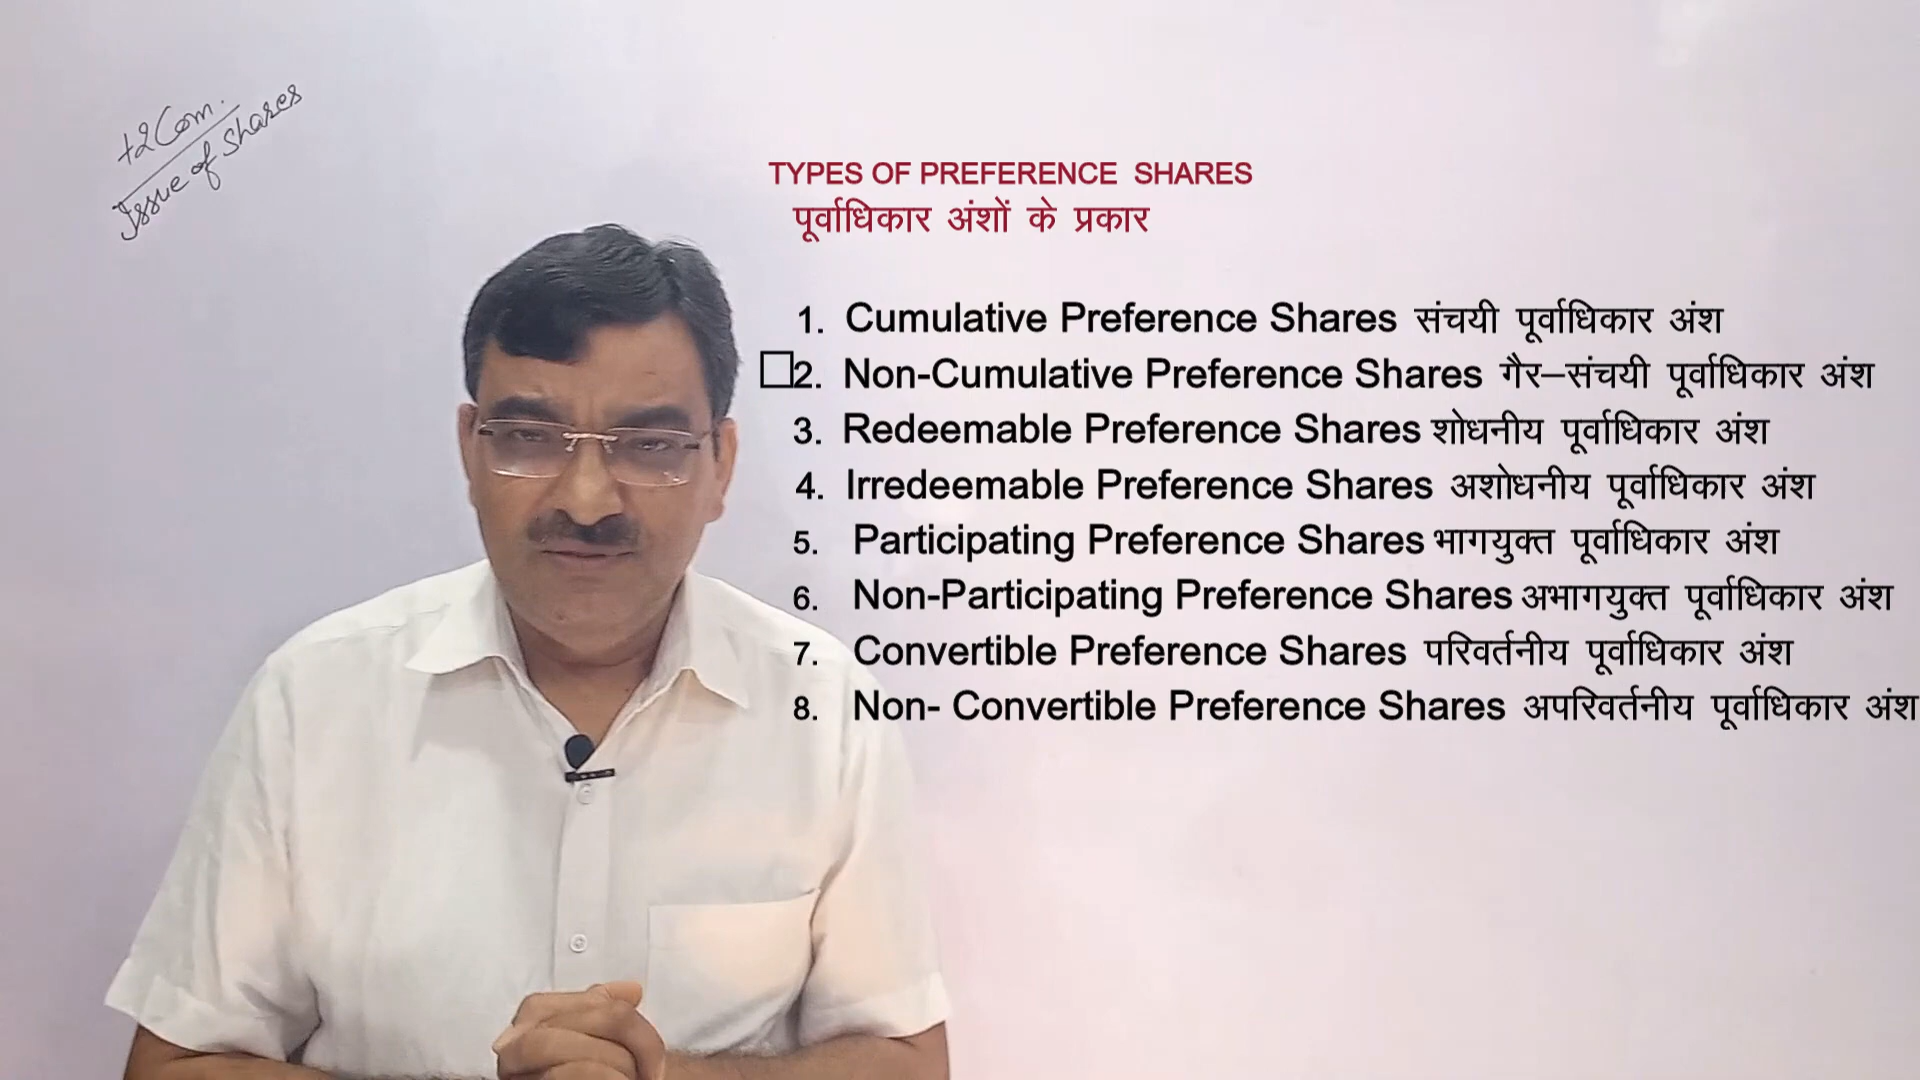 +2 Com.
Issue of Shares
TYPES OF PREFERENCE SHARES
पूर्वाधिकार अंशों के प्रकार
1. Cumulative Preference Shares संचयी पूर्वाधिकार अंश
2. Non-Cumulative Preference Shares गैर–संचयी पूर्वाधिकार अंश
3. Redeemable Preference Shares शोधनीय पूर्वाधिकार अंश
4. Irredeemable Preference Shares अशोधनीय पूर्वाधिकार अंश
5. Participating Preference Shares भागयुक्त पूर्वाधिकार अंश
6. Non-Participating Preference Shares अभागयुक्त पूर्वाधिकार अंश
7. Convertible Preference Shares परिवर्तनीय पूर्वाधिकार अंश
8. Non- Convertible Preference Shares अपरिवर्तनीय पूर्वाधिकार अंश